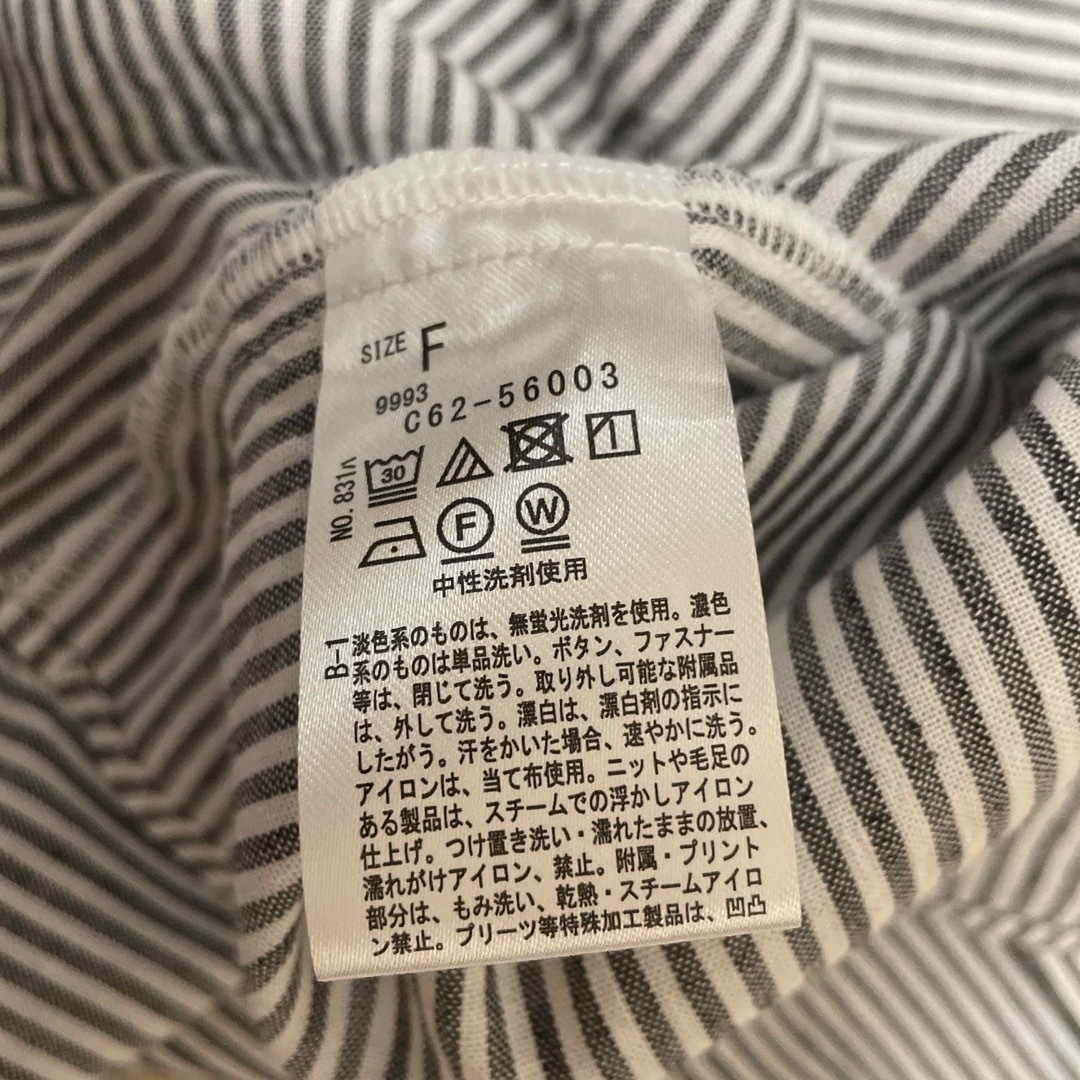 SIZE F
9993
C62-56003
NO. 831ハ
30
F W
中性洗剤使用
B-1
淡色系のものは、無蛍光洗剤を使用。濃色
系のものは単品洗い。ボタン、ファスナー
等は、閉じて洗う。取り外し可能な附属品
は、外して洗う。漂白は、漂白剤の指示に
したがう。汗をかいた場合、速やかに洗う。
アイロンは、当て布使用。ニットや毛足の
ある製品は、スチームでの浮かしアイロン
仕上げ。つけ置き洗い・濡れたままの放置、
濡れがけアイロン、禁止。附属・プリント
部分は、もみ洗い、乾熱・スチームアイロ
ン禁止。プリーツ等特殊加工製品は、凹凸